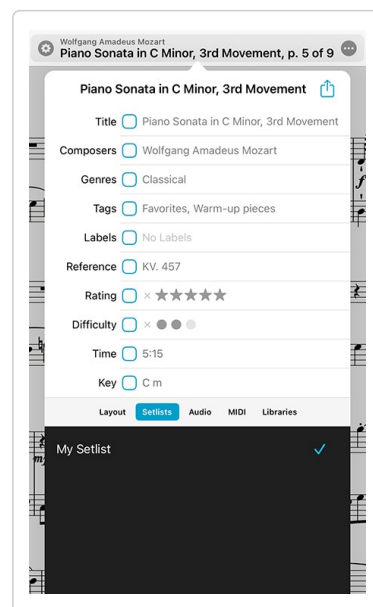 Wolfgang Amadeus Mozart
Piano Sonata in C Minor, 3rd Movement, p. 5 of 9
Piano Sonata in C Minor, 3rd Movement
Title Piano Sonata in C Minor, 3rd Movement
Composers Wolfgang Amadeus Mozart
Genres Classical
Tags Favorites, Warm-up pieces
Labels No Labels
Reference KV. 457
Rating × ★★★★★
Difficulty ×
Time 5:15
Key C m
Layout Setlists Audio MIDI Libraries
My Setlist